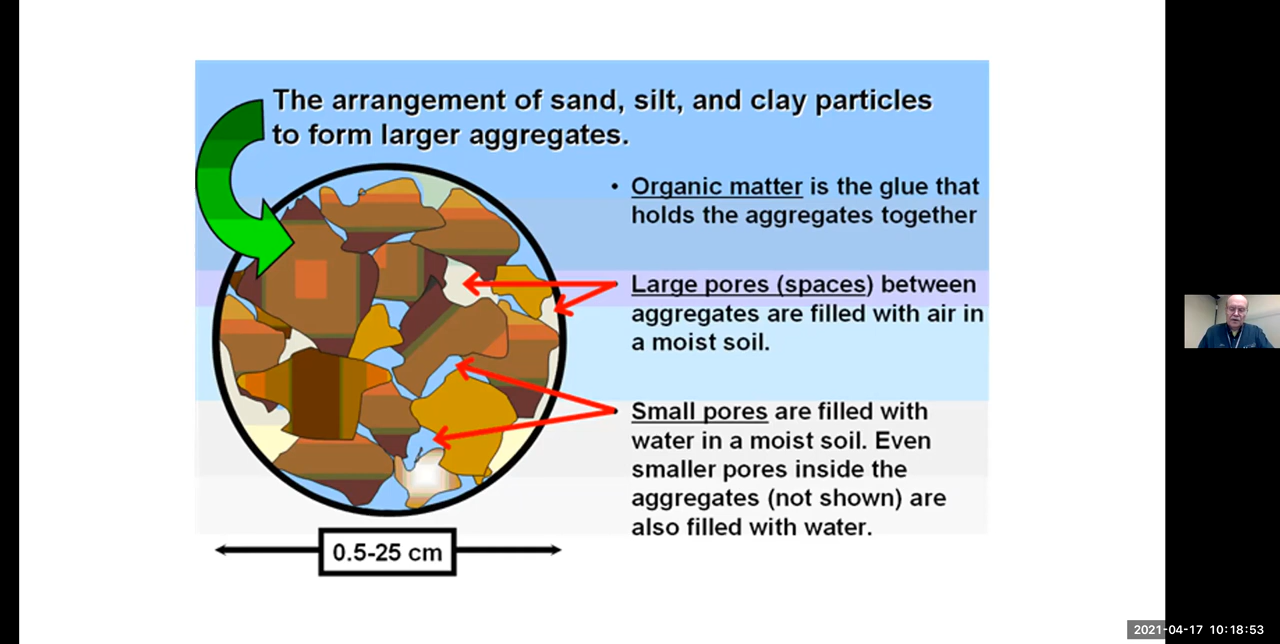 The arrangement of sand, silt, and clay particles
to form larger aggregates.
• Organic matter is the glue that
holds the aggregates together
Large pores (spaces) between
aggregates are filled with air in
a moist soil.
• Small pores are filled with
water in a moist soil. Even
smaller pores inside the
aggregates (not shown) are
also filled with water.
0.5-25 cm
2021-04-17 10:18:53